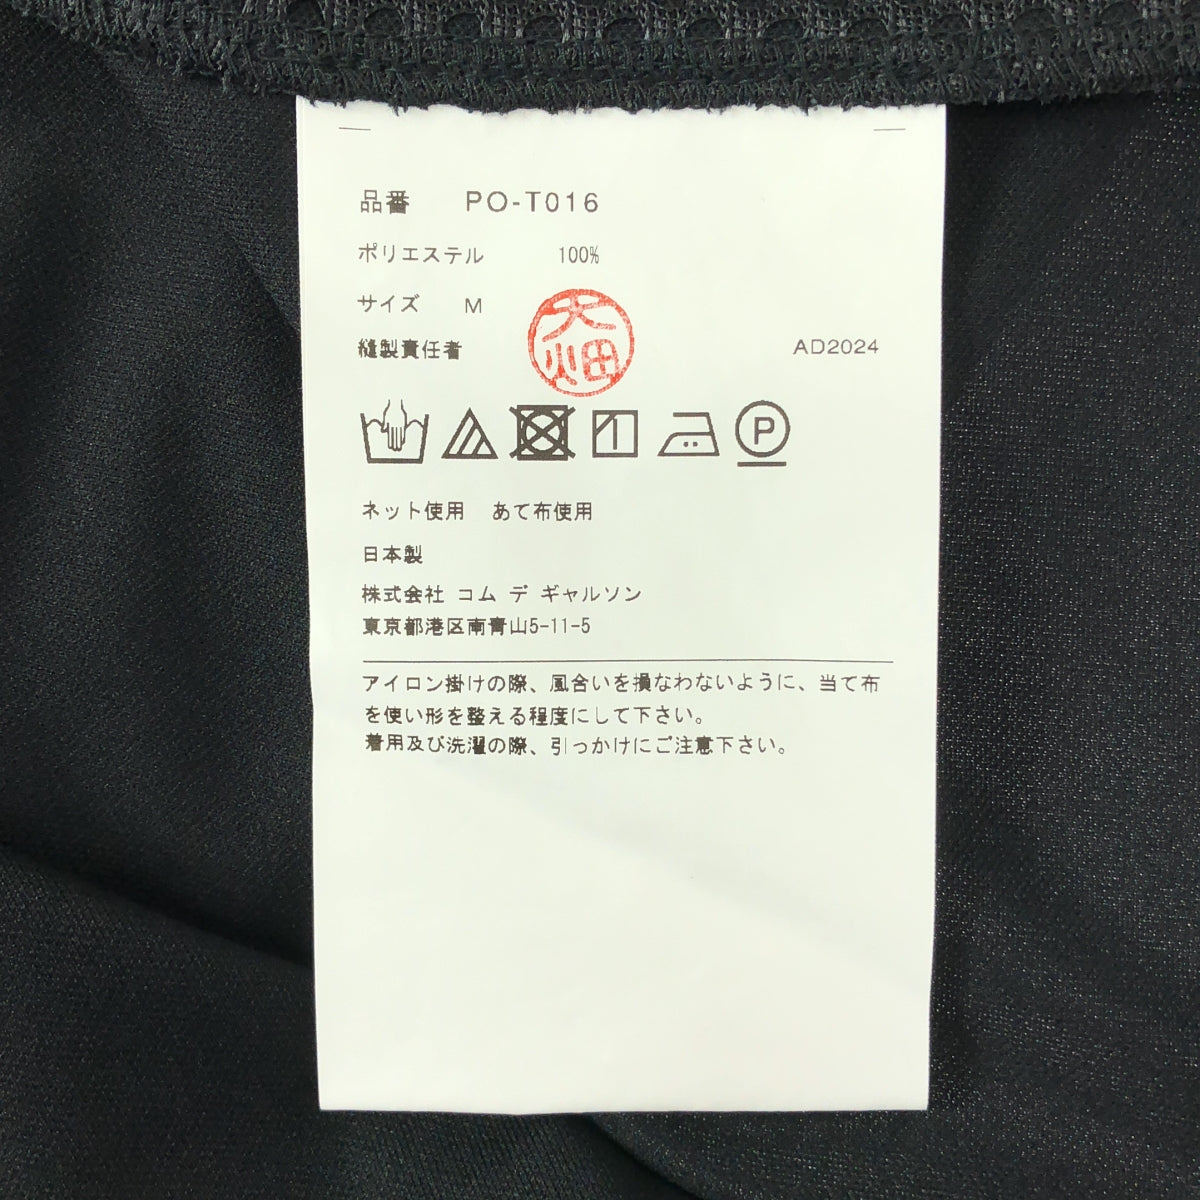 品番 PO-T016
ポリエステル 100%
サイズ M
縫製責任者 大畑 AD2024
P
ネット使用 あて布使用
日本製
株式会社 コム デ ギャルソン
東京都港区南青山5-11-5
アイロン掛けの際、風合いを損なわないように、当て布
を使い形を整える程度にして下さい。
着用及び洗濯の際、引っかけにご注意下さい。